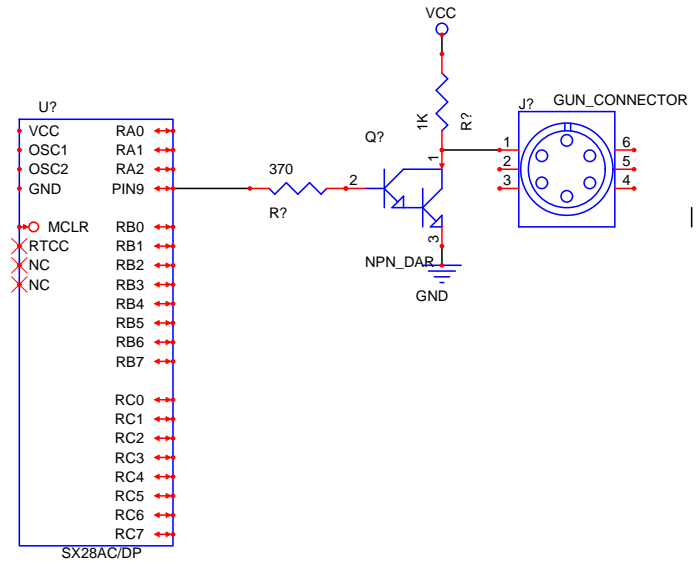 VCC
U?
VCC RA0
OSC1 RA1
OSC2 RA2
GND PIN9
MCLR RB0
RTCC RB1
NC RB2
NC RB3
RB4
RB5
RB6
RB7
RC0
RC1
RC2
RC3
RC4
RC5
RC6
RC7
SX28AC/DP
370
R?
Q?
2
1
3
NPN_DAR
GND
1K
R?
J? GUN_CONNECTOR
1 6
2 5
3 4